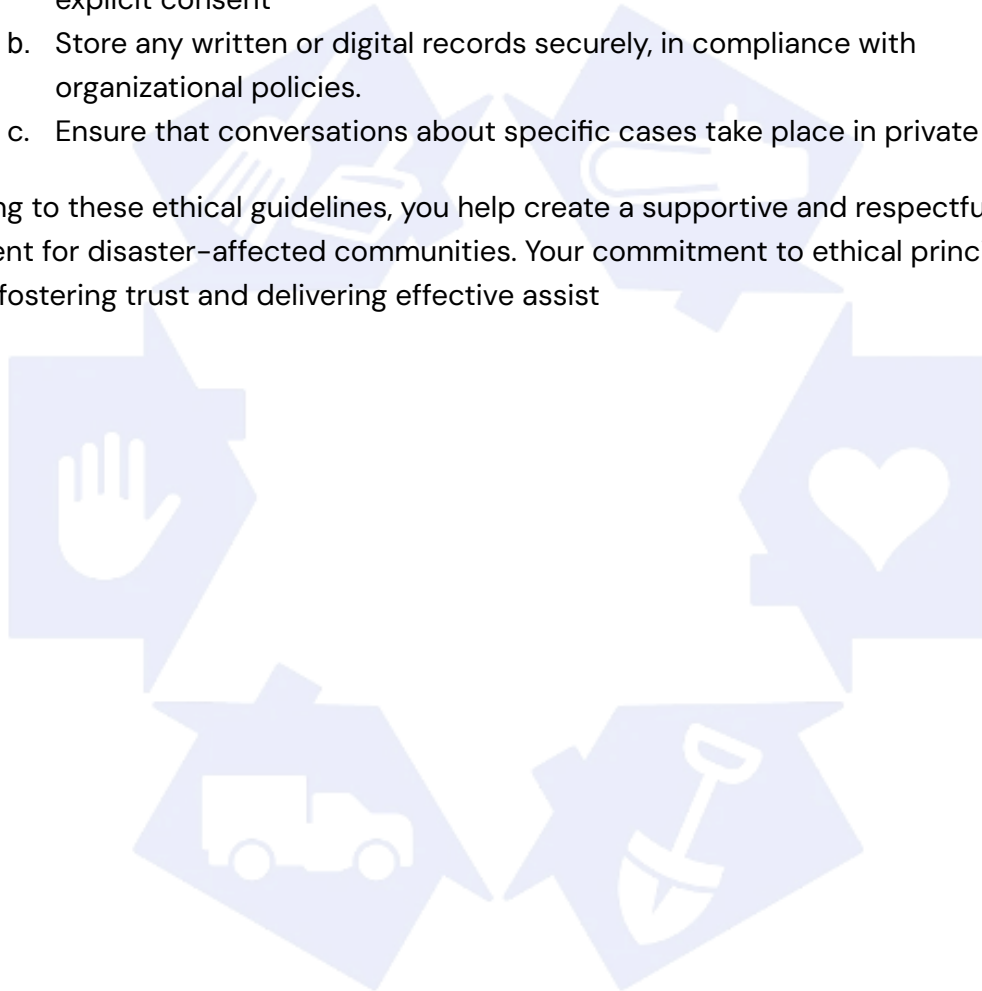 explicit consent
b. Store any written or digital records securely, in compliance with
organizational policies.
c. Ensure that conversations about specific cases take place in private
ng to these ethical guidelines, you help create a supportive and respectfu
ent for disaster-affected communities. Your commitment to ethical princ
fostering trust and delivering effective assist